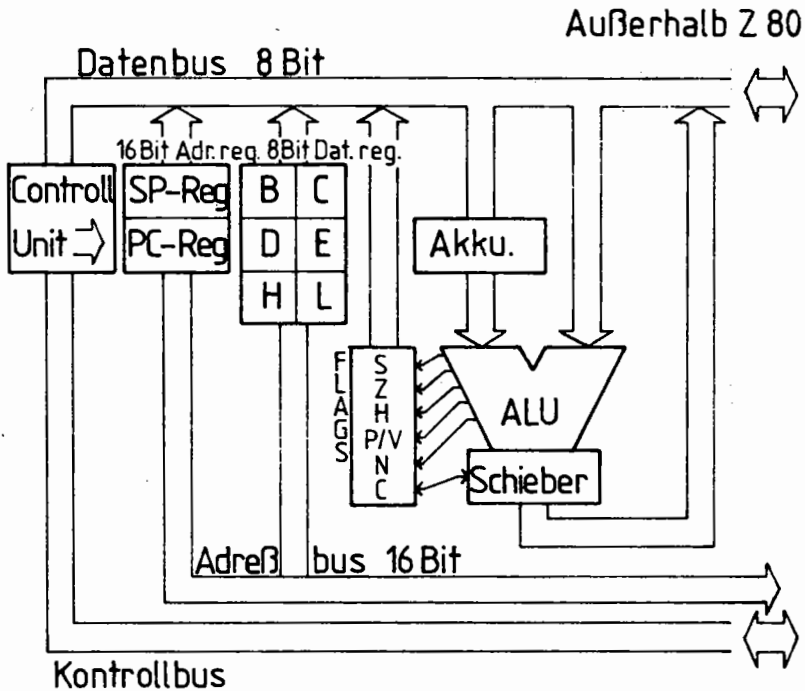 Außerhalb Z 80
Datenbus 8 Bit
16 Bit Adr. reg. 8 Bit Dat. reg.
Controll
Unit
SP-Reg
PC-Reg
B C
D E
H L
Akku.
FLAGS
S
Z
H
P/V
N
C
ALU
Schieber
Adreß bus 16 Bit
Kontrollbus